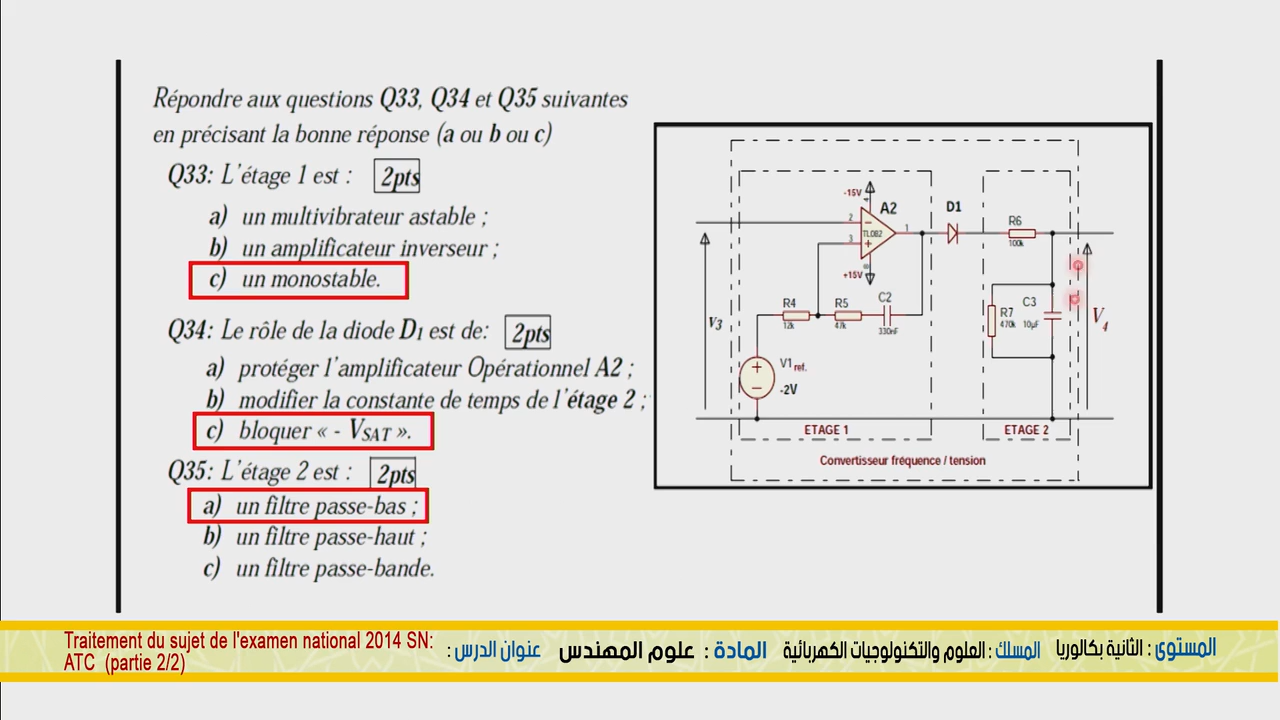 Répondre aux questions Q33, Q34 et Q35 suivantes
en précisant la bonne réponse (a ou b ou c)
Q33: L'étage 1 est : 2pts
a) un multivibrateur astable ;
b) un amplificateur inverseur ;
c) un monostable.
Q34: Le rôle de la diode D1 est de: 2pts
a) protéger l'amplificateur Opérationnel A2 ;
b) modifier la constante de temps de l'étage 2 ;
c) bloquer « - VSAT ».
Q35: L'étage 2 est : 2pts
a) un filtre passe-bas ;
b) un filtre passe-haut ;
c) un filtre passe-bande.
-15V
4
A2
D1
2
TL082
1
R6
100k
3
+15V
8
R4
12k
R5
47k
C2
330nF
V3
V1ref.
-2V
R7
470k
C3
10µF
V4
ETAGE 1
ETAGE 2
Convertisseur fréquence / tension
المستوى : الثانية بكالوريا المسلك : العلوم والتكنولوجيات الكهربائية المادة : علوم المهندس عنوان الدرس :
Traitement du sujet de l'examen national 2014 SN:
ATC (partie 2/2)